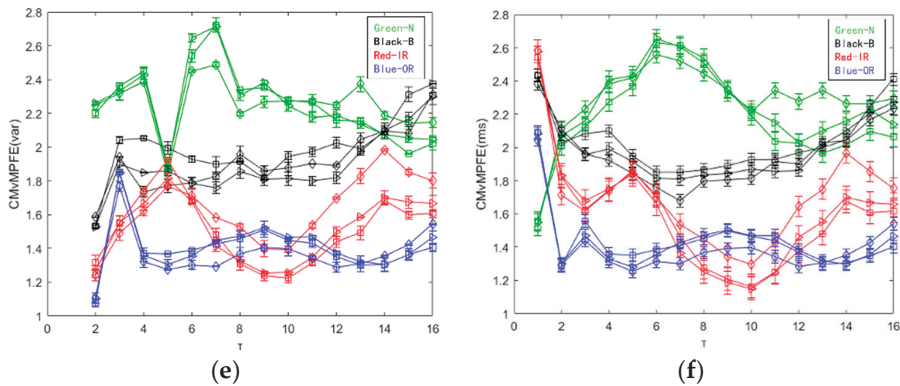 2.8
2.6
2.4
2.2
2
1.8
1.6
1.4
1.2
1
CMvMPFE(var)
0 2 4 6 8 10 12 14 16
T
Green-N
Black-B
Red-IR
Blue-OR
(e)
2.8
2.6
2.4
2.2
2
1.8
1.6
1.4
1.2
1
CMvMPFE(ms)
0 2 4 6 8 10 12 14 16
T
Green-N
Black-B
Red-IR
Blue-OR
(f)